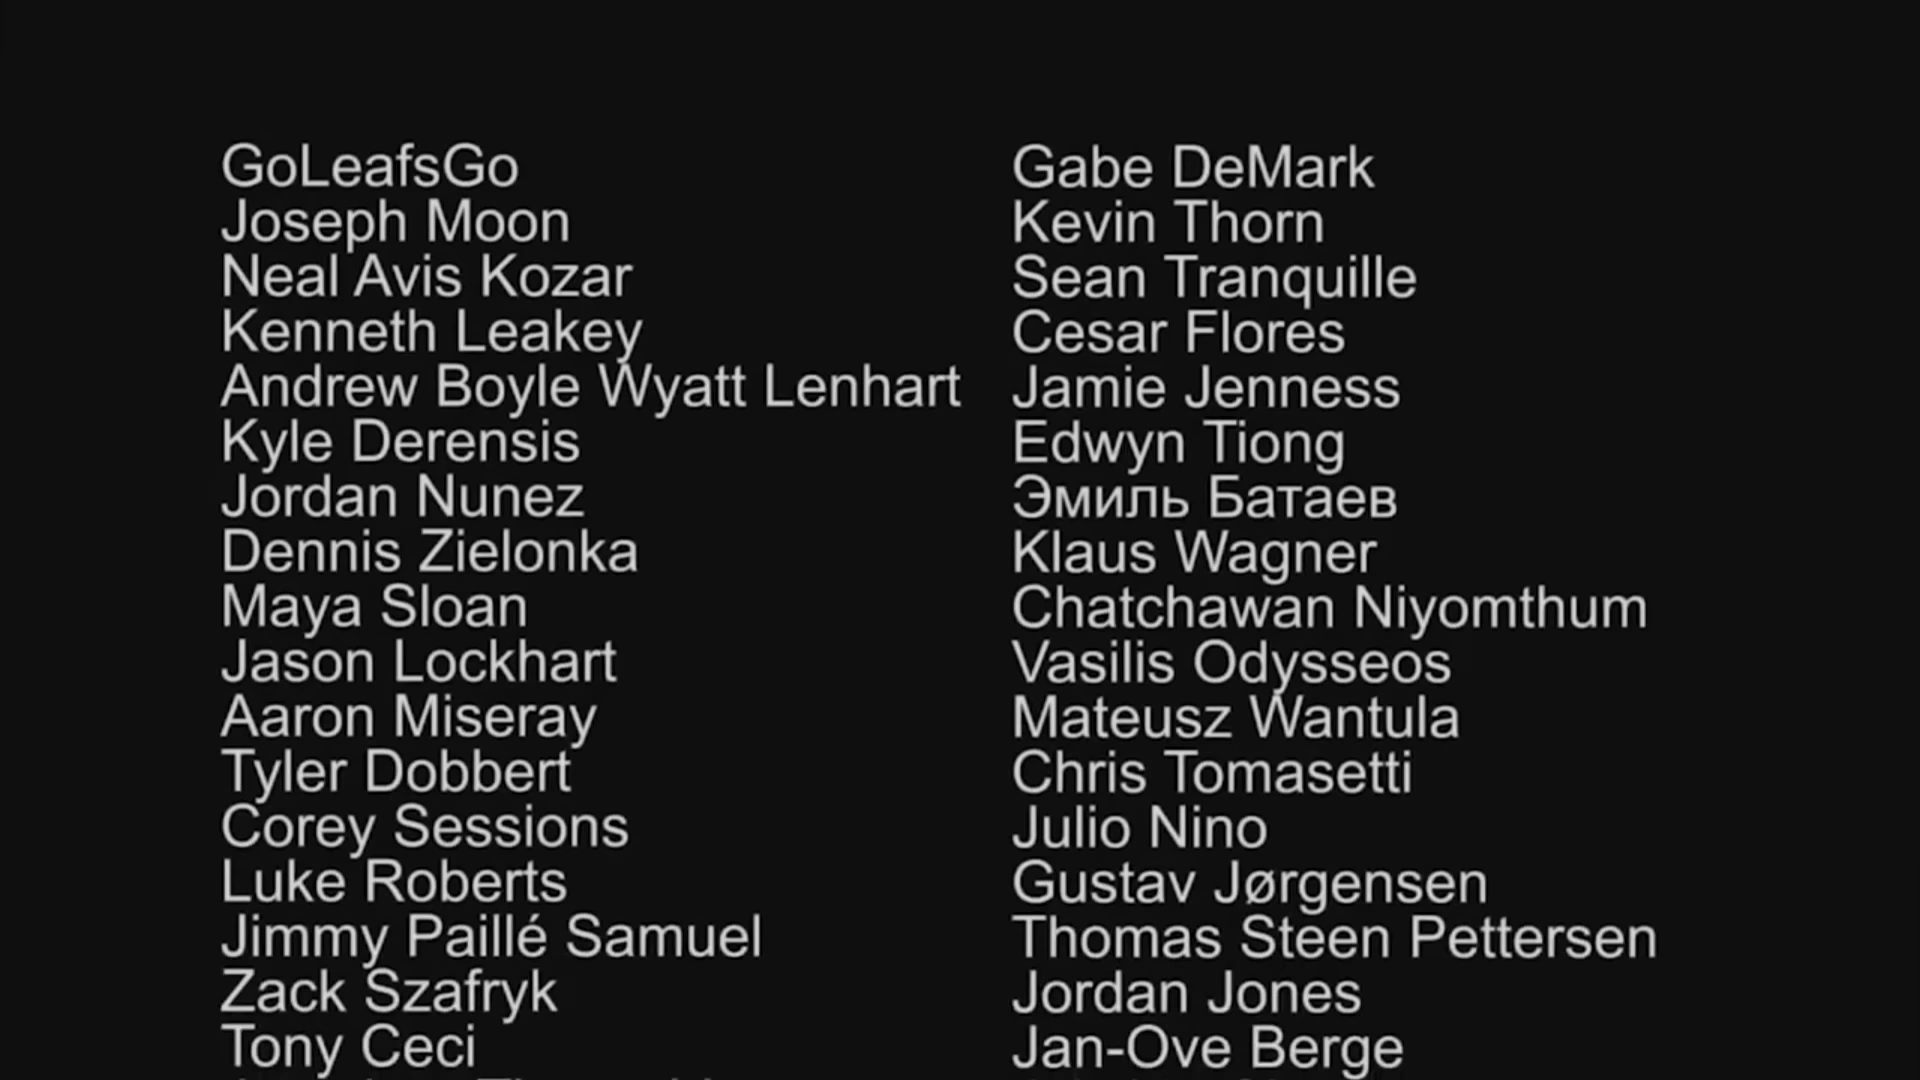 GoLeafsGo
Joseph Moon
Neal Avis Kozar
Kenneth Leakey
Andrew Boyle Wyatt Lenhart
Kyle Derensis
Jordan Nunez
Dennis Zielonka
Maya Sloan
Jason Lockhart
Aaron Miseray
Tyler Dobbert
Corey Sessions
Luke Roberts
Jimmy Paillé Samuel
Zack Szafryk
Tony Ceci
Gabe DeMark
Kevin Thorn
Sean Tranquille
Cesar Flores
Jamie Jenness
Edwyn Tiong
Эмиль Батаев
Klaus Wagner
Chatchawan Niyomthum
Vasilis Odysseos
Mateusz Wantula
Chris Tomasetti
Julio Nino
Gustav Jørgensen
Thomas Steen Pettersen
Jordan Jones
Jan-Ove Berge